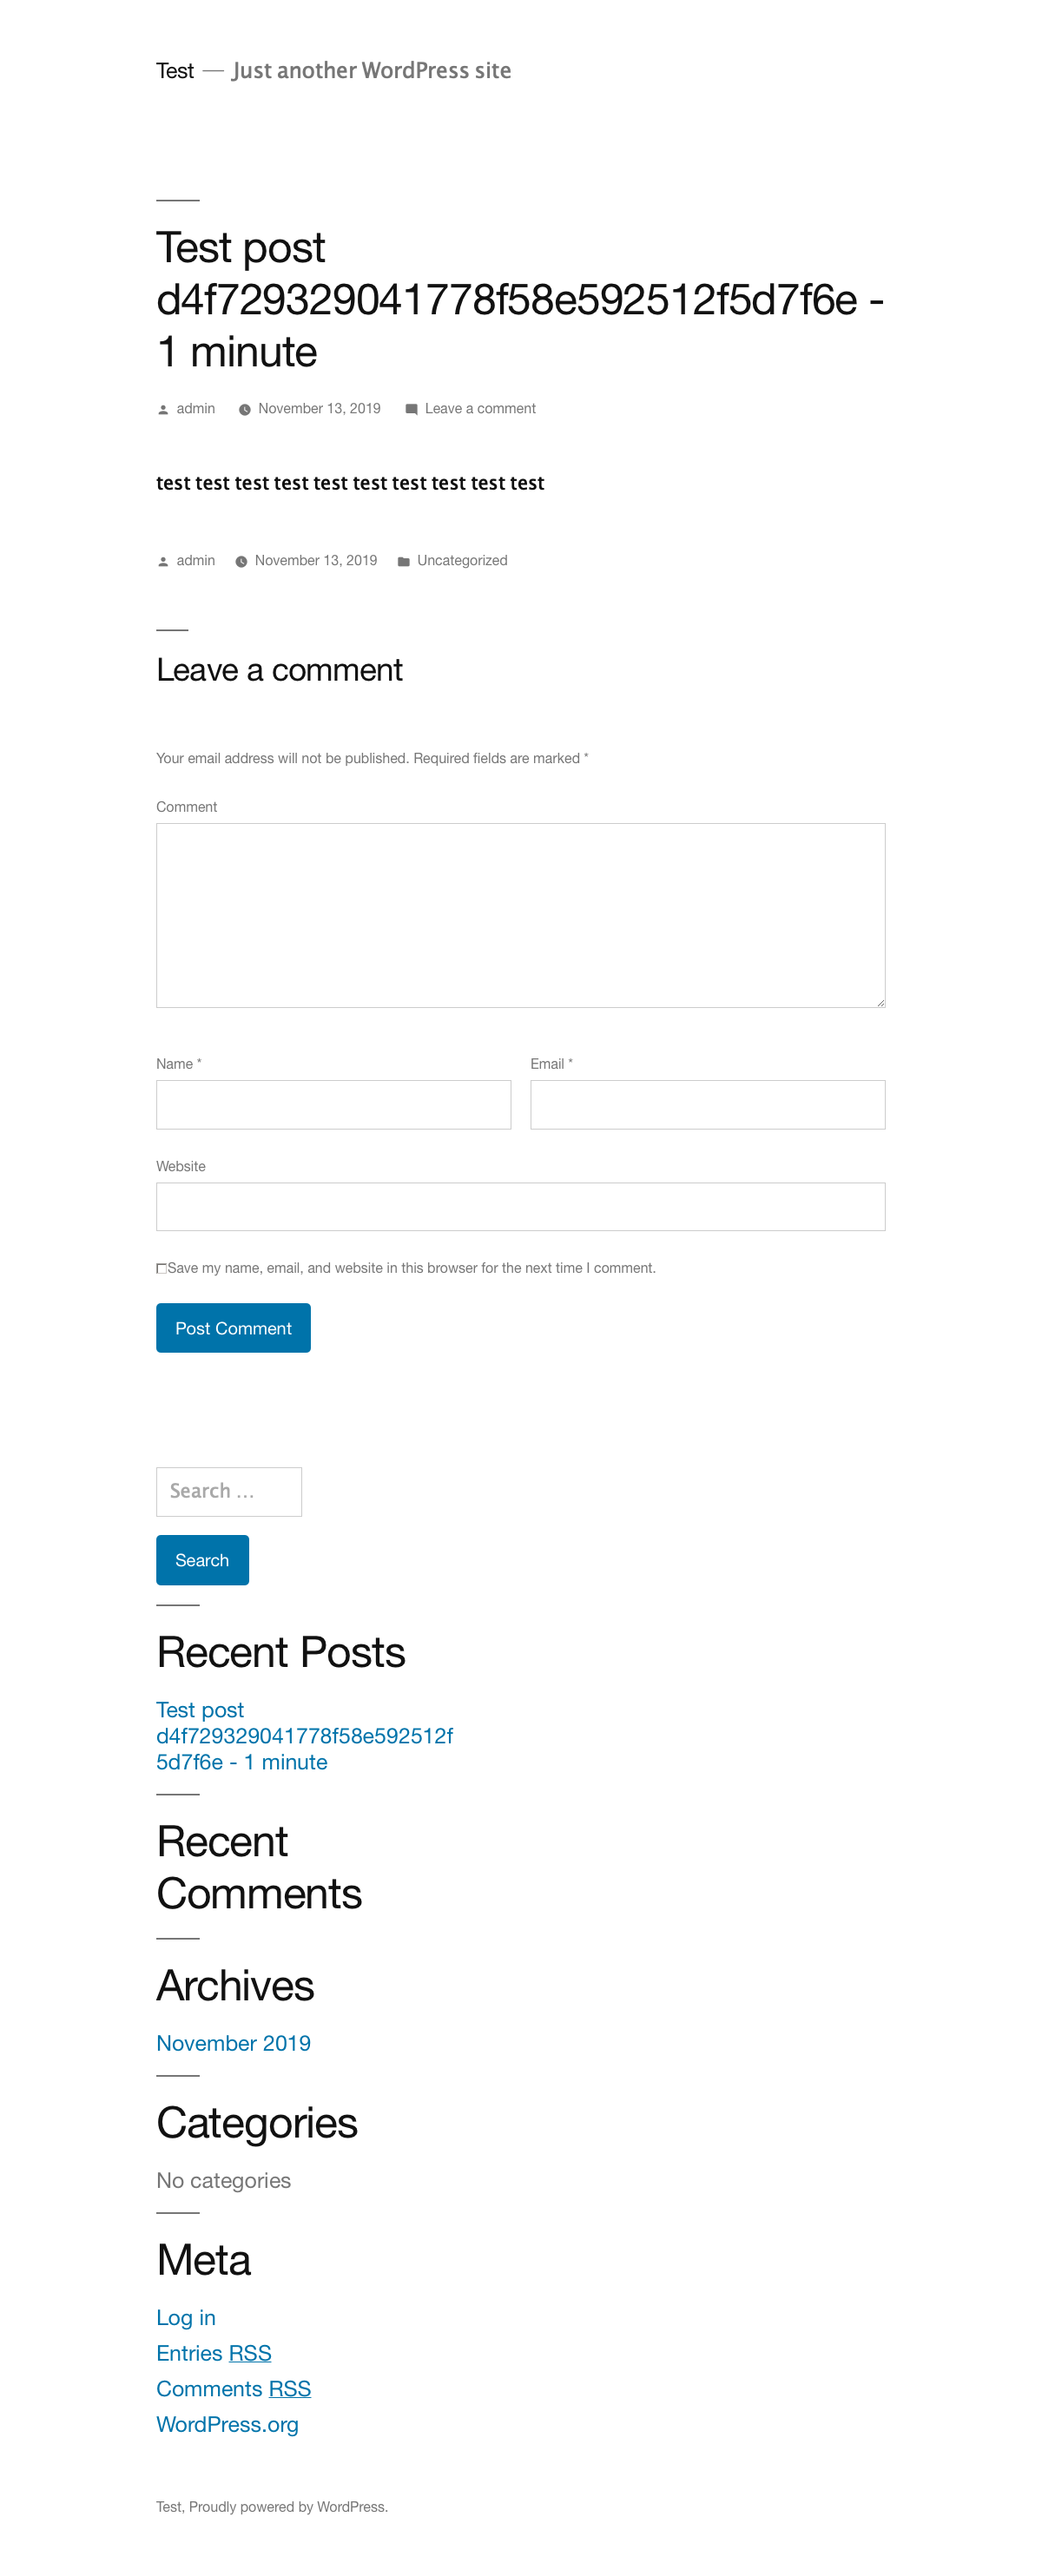 Test — Just another WordPress site
Test post
d4f729329041778f58e592512f5d7f6e -
1 minute
admin November 13, 2019 Leave a comment
test test test test test test test test test test
admin November 13, 2019 Uncategorized
Leave a comment
Your email address will not be published. Required fields are marked *
Comment
Name * Email *
Website
Save my name, email, and website in this browser for the next time I comment.
Post Comment
Search …
Search
Recent Posts
Test post
d4f729329041778f58e592512f
5d7f6e - 1 minute
Recent
Comments
Archives
November 2019
Categories
No categories
Meta
Log in
Entries RSS
Comments RSS
WordPress.org
Test, Proudly powered by WordPress.